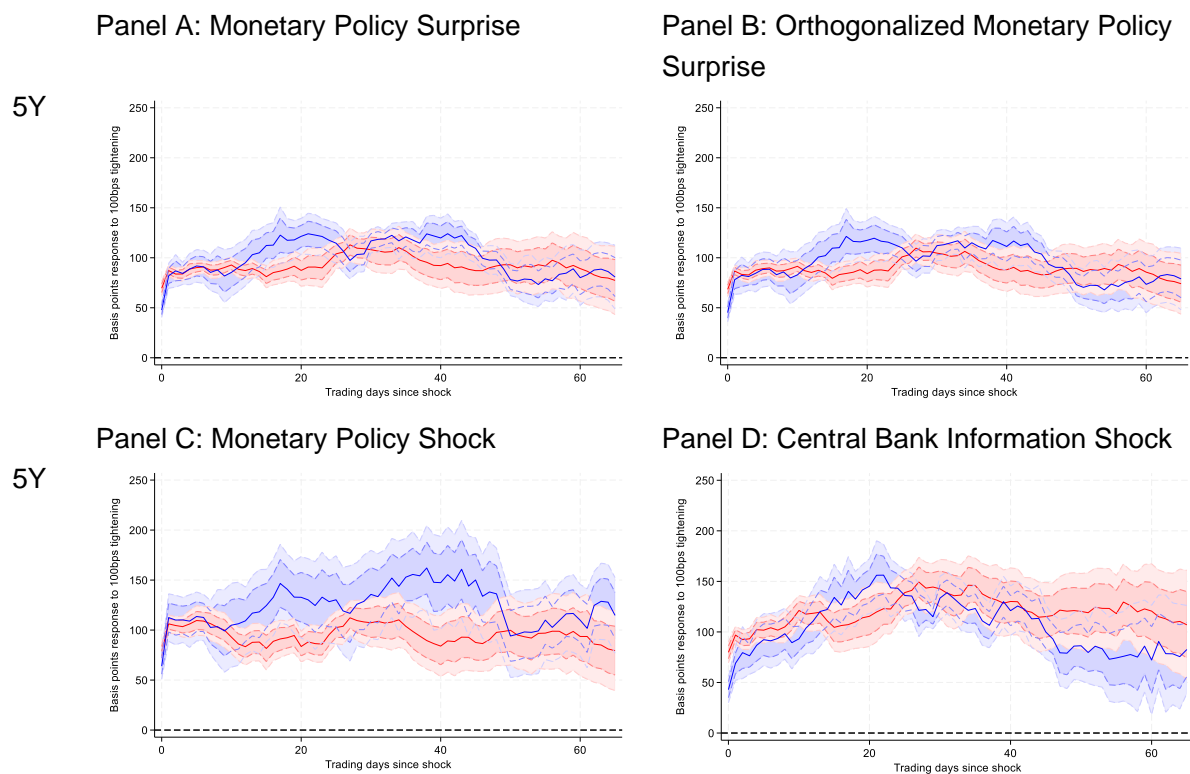 Panel A: Monetary Policy Surprise
Panel B: Orthogonalized Monetary Policy
Surprise
5Y
Basis points response to 100bps tightening
250
200
150
100
50
0
0
20
40
60
Trading days since shock
Basis points response to 100bps tightening
250
200
150
100
50
0
0
20
40
60
Trading days since shock
Panel C: Monetary Policy Shock
Panel D: Central Bank Information Shock
5Y
Basis points response to 100bps tightening
250
200
150
100
50
0
0
20
40
60
Trading days since shock
Basis points response to 100bps tightening
250
200
150
100
50
0
0
20
40
60
Trading days since shock